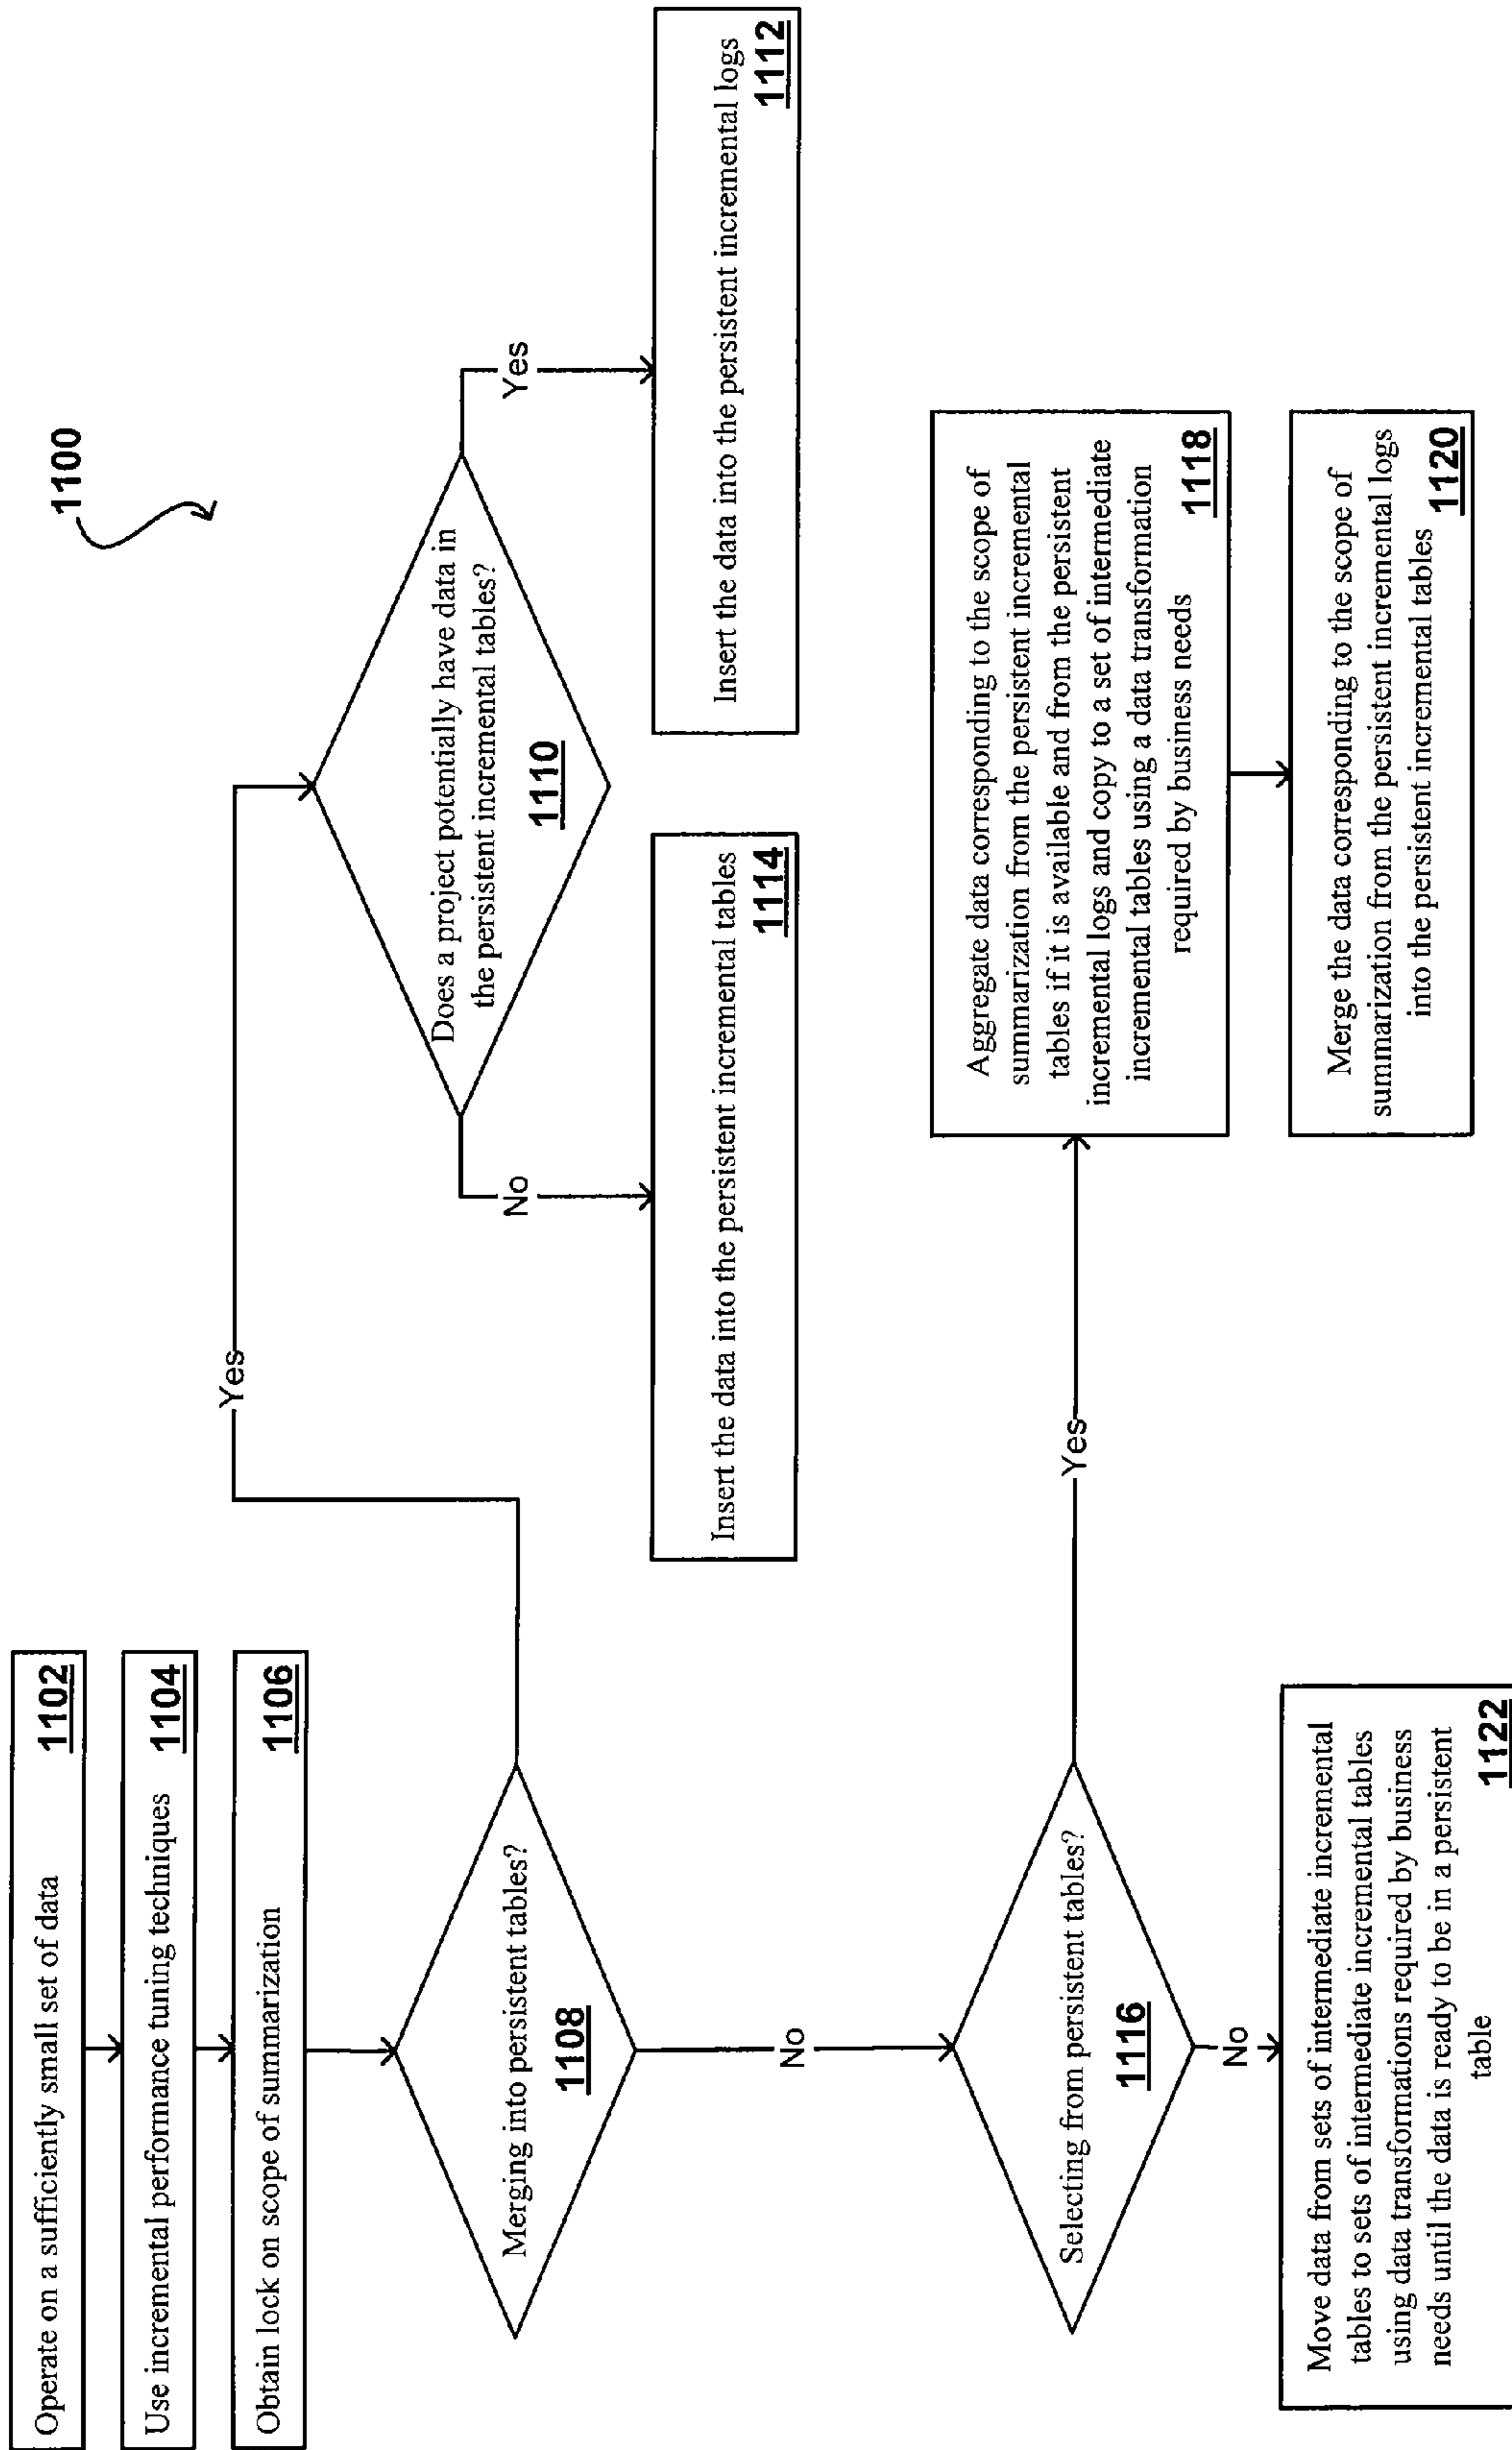 1100
Operate on a sufficiently small set of data
1102
Use incremental performance tuning techniques
1104
Obtain lock on scope of summarization
1106
Merging into persistent tables?
1108
Yes
Does a project potentially have data in
the persistent incremental tables?
1110
No
Yes
Insert the data into the persistent incremental tables
1114
Insert the data into the persistent incremental logs
1112
No
Selecting from persistent tables?
1116
Yes
Aggregate data corresponding to the scope of
summarization from the persistent incremental
tables if it is available and from the persistent
incremental logs and copy to a set of intermediate
incremental tables using a data transformation
required by business needs
1118
Merge the data corresponding to the scope of
summarization from the persistent incremental logs
into the persistent incremental tables
1120
No
Move data from sets of intermediate incremental
tables to sets of intermediate incremental tables
using data transformations required by business
needs until the data is ready to be in a persistent
table
1122